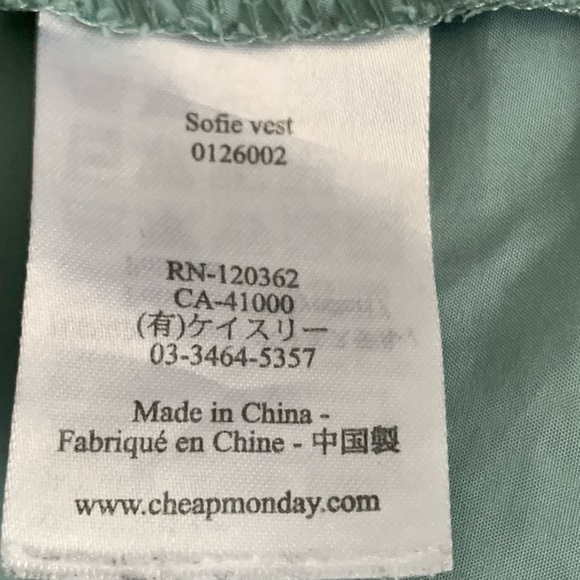 Sofie vest
0126002
RN-120362
CA-41000
(有)ケイスリー
03-3464-5357
Made in China -
Fabriqué en Chine - 中国製
www.cheapmonday.com